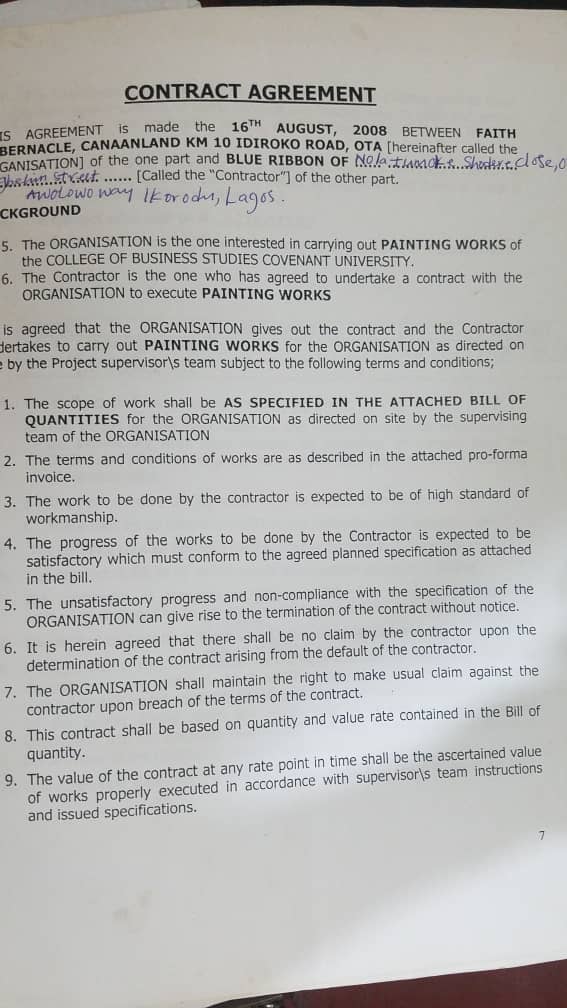 CONTRACT AGREEMENT
IS AGREEMENT is made the 16TH AUGUST, 2008 BETWEEN FAITH
BERNACLE, CANAANLAND KM 10 IDIROKO ROAD, OTA [hereinafter called the
GANISATION] of the one part and BLUE RIBBON OF No 1a, close, O
Street ...... [Called the "Contractor"] of the other part.
Awolowo way Ikorodu, Lagos.
CKGROUND
5. The ORGANISATION is the one interested in carrying out PAINTING WORKS of
the COLLEGE OF BUSINESS STUDIES COVENANT UNIVERSITY.
6. The Contractor is the one who has agreed to undertake a contract with the
ORGANISATION to execute PAINTING WORKS
is agreed that the ORGANISATION gives out the contract and the Contractor
dertakes to carry out PAINTING WORKS for the ORGANISATION as directed on
e by the Project supervisor\s team subject to the following terms and conditions;
1. The scope of work shall be AS SPECIFIED IN THE ATTACHED BILL OF
QUANTITIES for the ORGANISATION as directed on site by the supervising
team of the ORGANISATION
2. The terms and conditions of works are as described in the attached pro-forma
invoice.
3. The work to be done by the contractor is expected to be of high standard of
workmanship.
4. The progress of the works to be done by the Contractor is expected to be
satisfactory which must conform to the agreed planned specification as attached
in the bill.
5. The unsatisfactory progress and non-compliance with the specification of the
ORGANISATION can give rise to the termination of the contract without notice.
6. It is herein agreed that there shall be no claim by the contractor upon the
determination of the contract arising from the default of the contractor.
7. The ORGANISATION shall maintain the right to make usual claim against the
contractor upon breach of the terms of the contract.
8. This contract shall be based on quantity and value rate contained in the Bill of
quantity.
9. The value of the contract at any rate point in time shall be the ascertained value
of works properly executed in accordance with supervisor\s team instructions
and issued specifications.
7